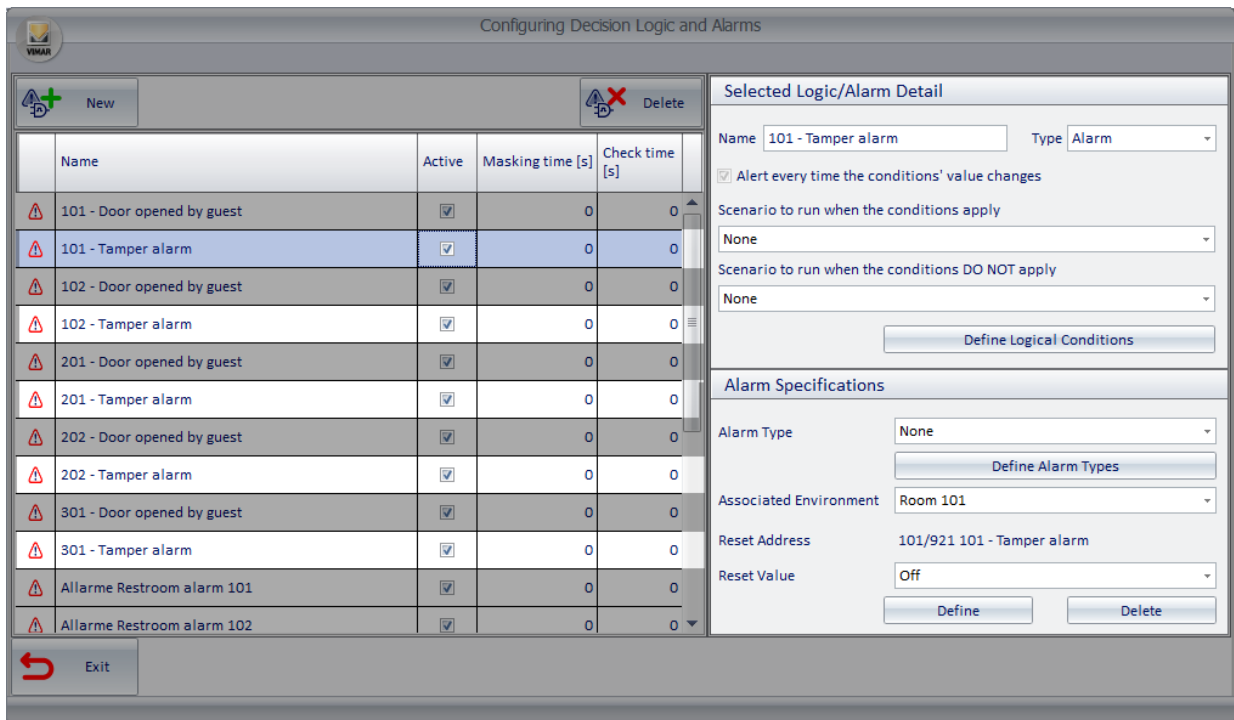 Configuring Decision Logic and Alarms
VIMAR
New
Delete
Name Active Masking time [s] Check time [s]
101 - Door opened by guest 0 0
101 - Tamper alarm 0 0
102 - Door opened by guest 0 0
102 - Tamper alarm 0 0
201 - Door opened by guest 0 0
201 - Tamper alarm 0 0
202 - Door opened by guest 0 0
202 - Tamper alarm 0 0
301 - Door opened by guest 0 0
301 - Tamper alarm 0 0
Allarme Restroom alarm 101 0 0
Allarme Restroom alarm 102 0 0
Exit
Selected Logic/Alarm Detail
Name 101 - Tamper alarm Type Alarm
Alert every time the conditions' value changes
Scenario to run when the conditions apply
None
Scenario to run when the conditions DO NOT apply
None
Define Logical Conditions
Alarm Specifications
Alarm Type None
Define Alarm Types
Associated Environment Room 101
Reset Address 101/921 101 - Tamper alarm
Reset Value Off
Define Delete